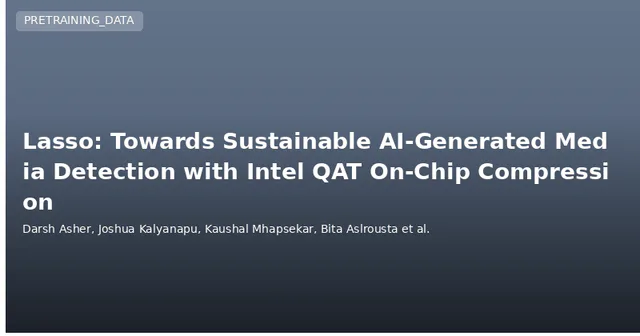 PRETRAINING_DATA
Lasso: Towards Sustainable AI-Generated Med
ia Detection with Intel QAT On-Chip Compressi
on
Darsh Asher, Joshua Kalyanapu, Kaushal Mhapsekar, Bita Aslrousta et al.